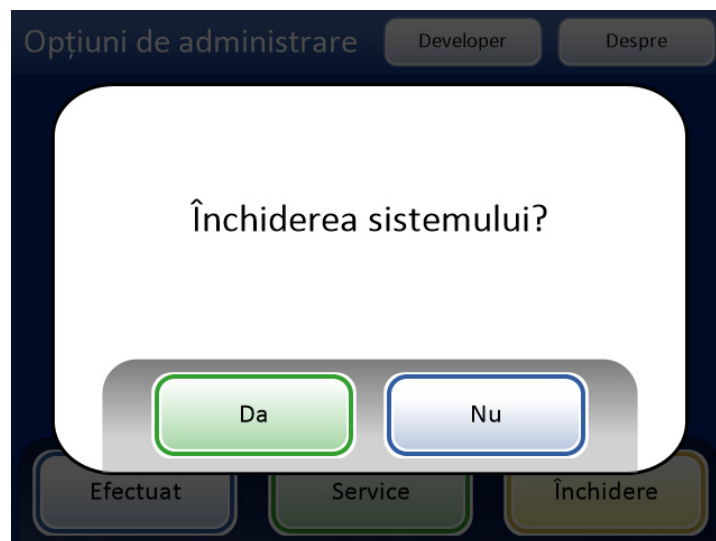 Opțiuni de administrare Developer Despre
Închiderea sistemului?
Da Nu
Efectuat Service Închidere